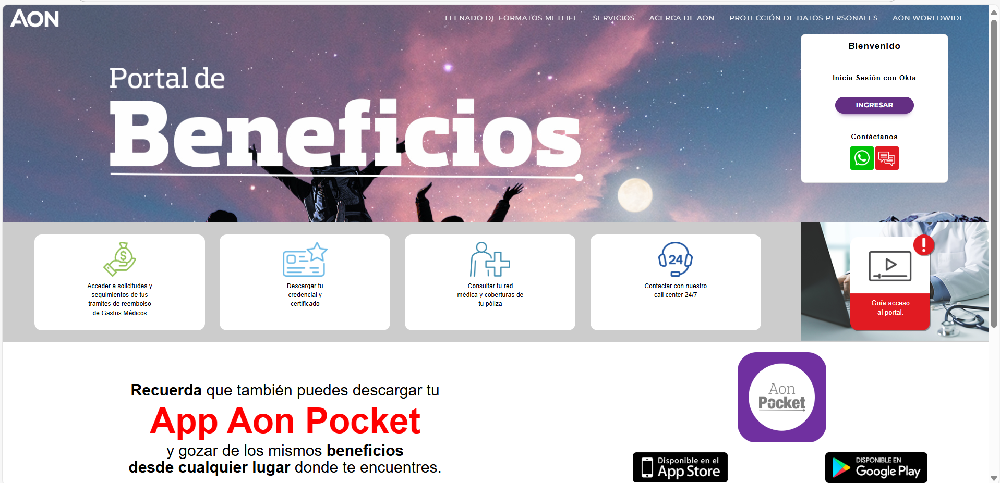 AON
LLENADO DE FORMATOS METLIFE
SERVICIOS
ACERCA DE AON
PROTECCIÓN DE DATOS PERSONALES
AON WORLDWIDE
Portal de
Beneficios
Bienvenido
Inicia Sesión con Okta
INGRESAR
Contáctanos
Acceder a solicitudes y
seguimientos de tus
tramites de reembolso
de Gastos Médicos
Descargar tu
credencial y
certificado
Consultar tu red
médica y coberturas de
tu póliza
24
Contactar con nuestro
call center 24/7
Guía acceso
al portal.
Recuerda que también puedes descargar tu
App Aon Pocket
y gozar de los mismos beneficios
desde cualquier lugar donde te encuentres.
Aon
Pocket
Disponible en el
App Store
DISPONIBLE EN
Google Play